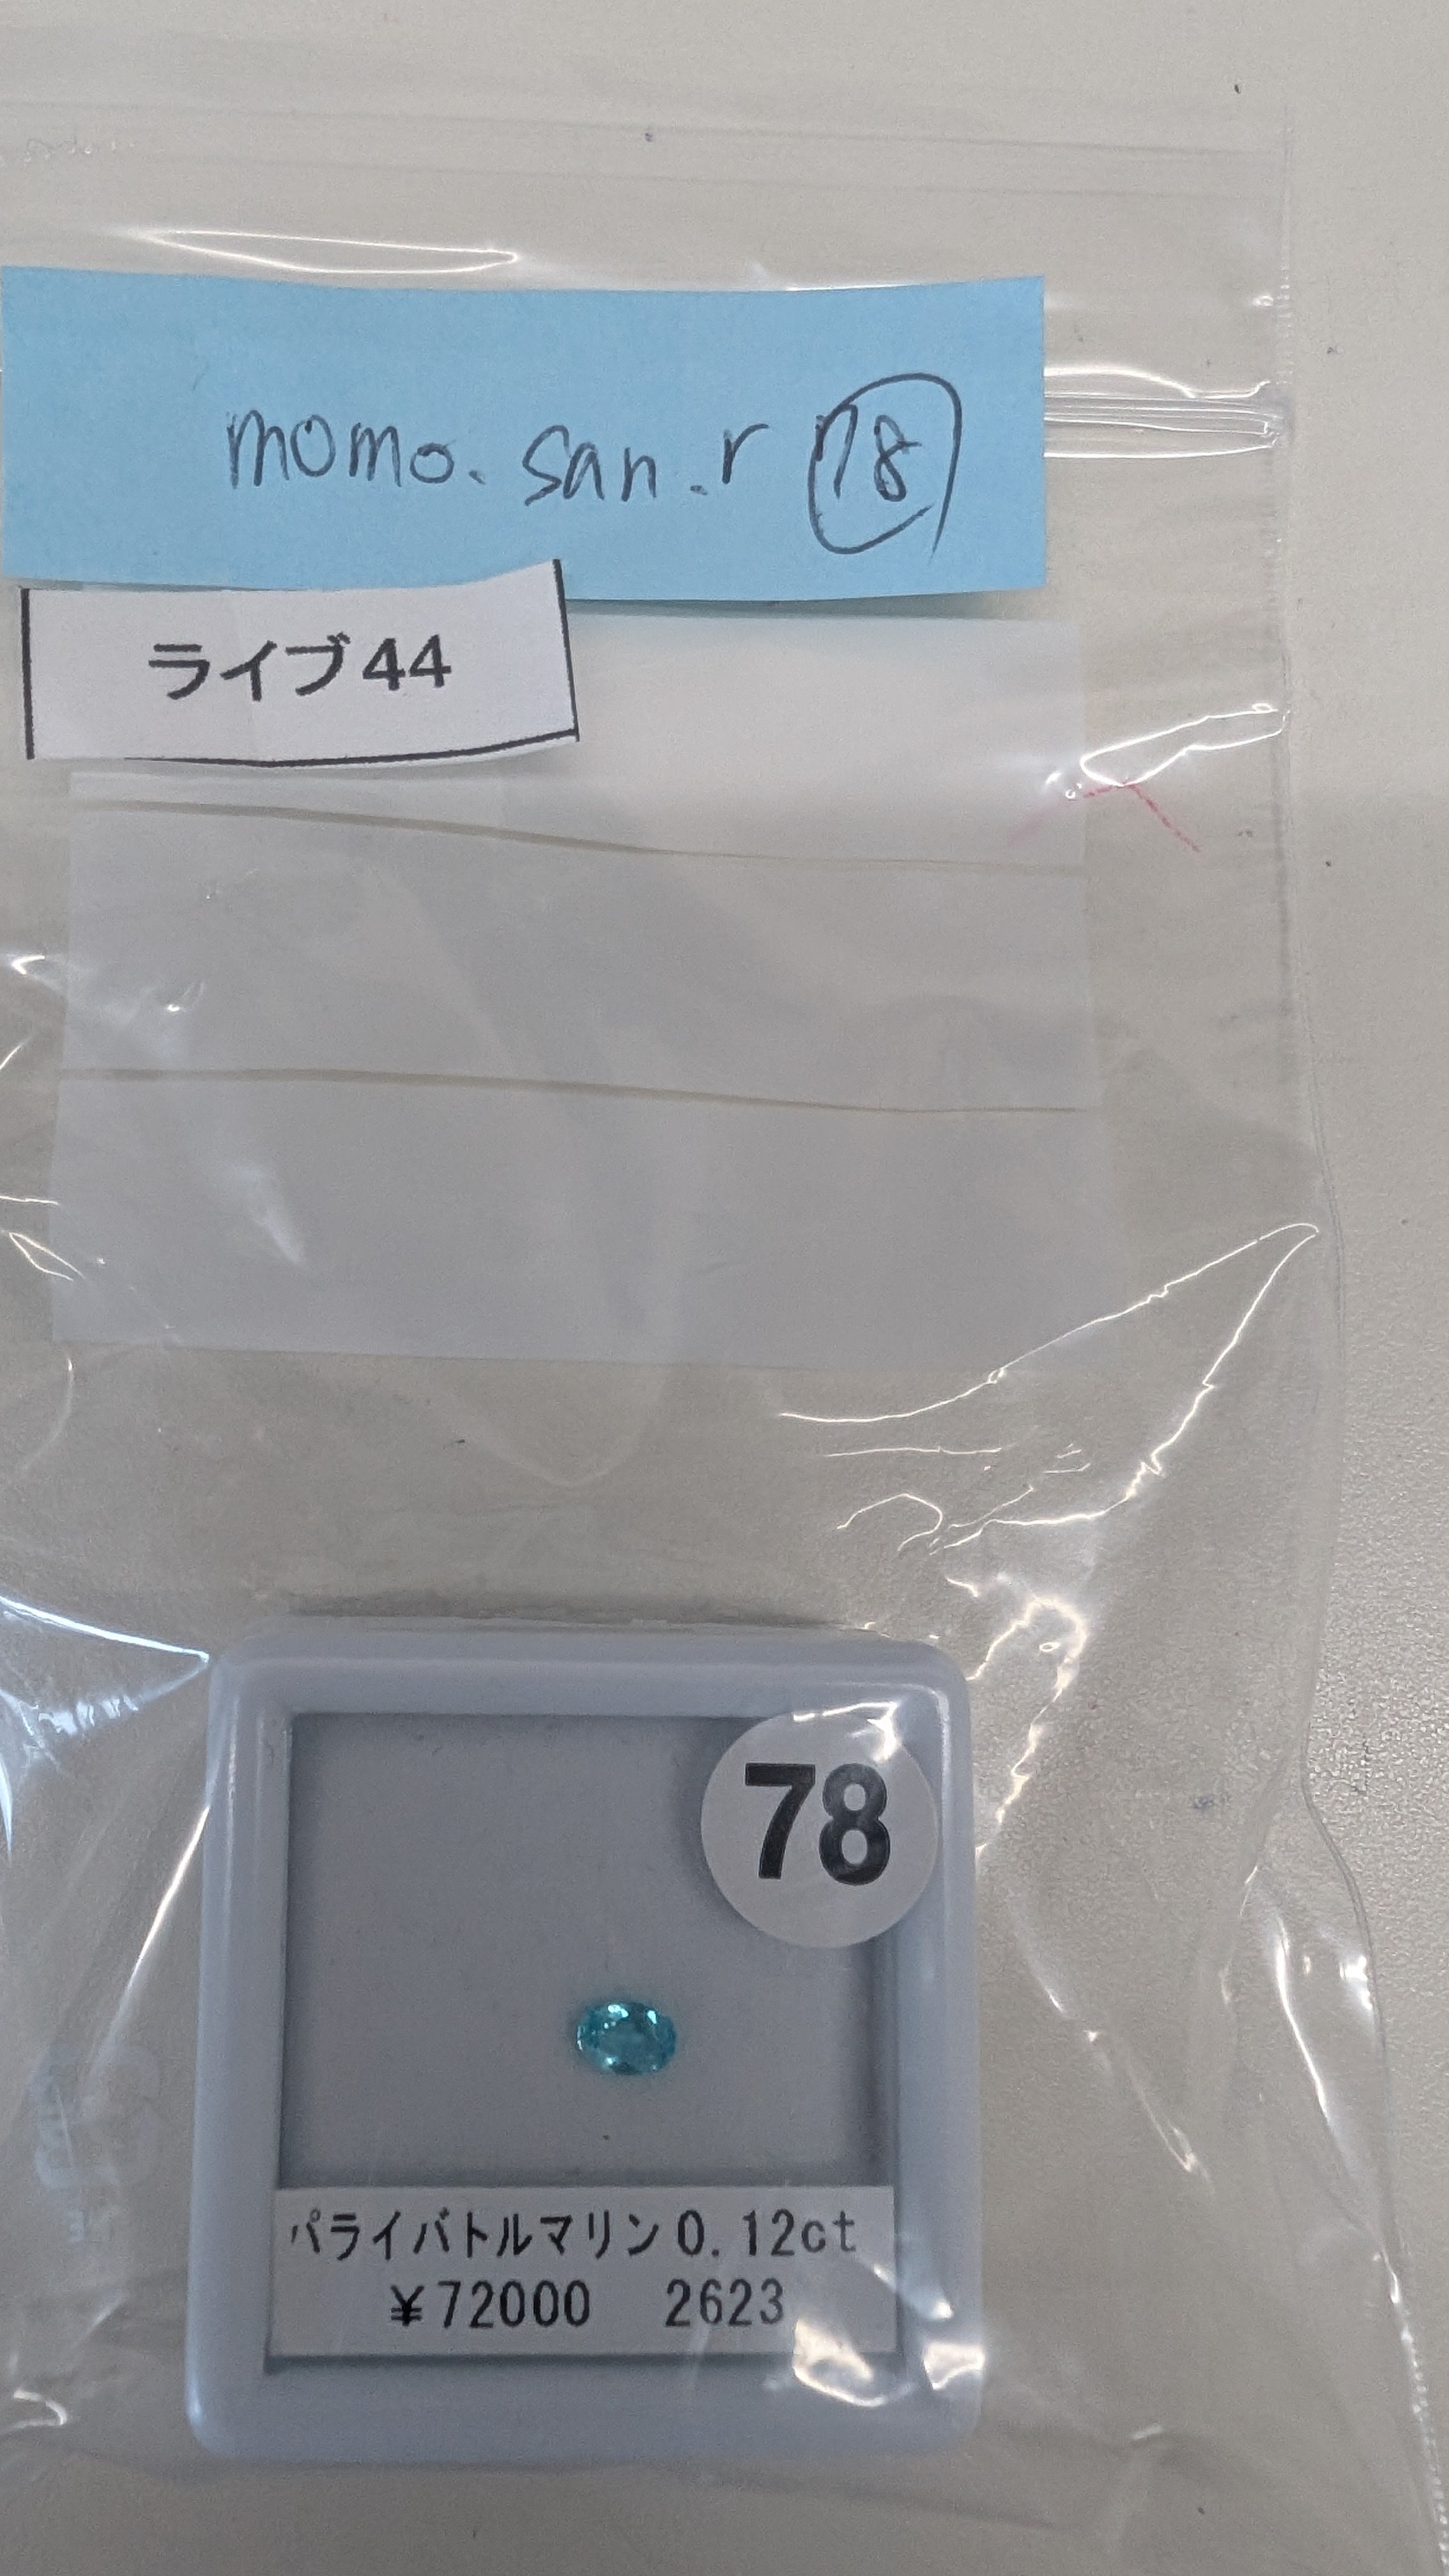 momo.san.r 78
ライブ44
78
パライバトルマリン0.12ct
¥72000 2623